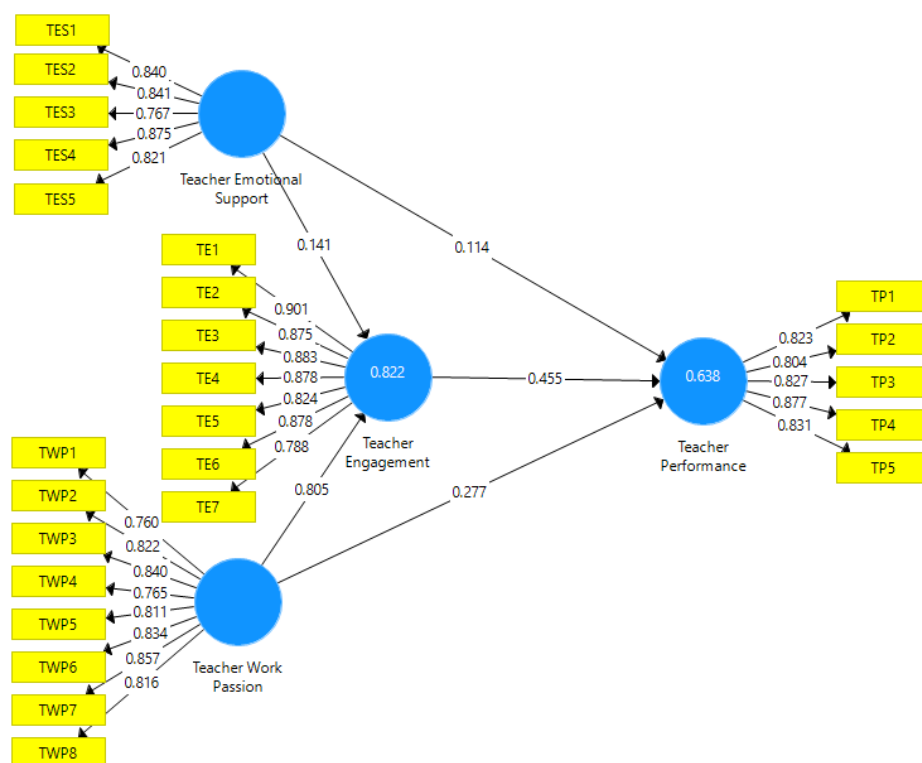 TES1
TES2
TES3
TES4
TES5
0.840
0.841
0.767
0.875
0.821
Teacher Emotional
Support
0.141
0.114
TE1
TE2
TE3
TE4
TE5
TE6
TE7
0.901
0.875
0.883
0.878
0.824
0.878
0.788
0.822
Teacher
Engagement
0.455
0.638
Teacher
Performance
0.823
0.804
0.827
0.877
0.831
TP1
TP2
TP3
TP4
TP5
0.805
0.277
TWP1
TWP2
TWP3
TWP4
TWP5
TWP6
TWP7
TWP8
0.760
0.822
0.840
0.765
0.811
0.834
0.857
0.816
Teacher Work
Passion